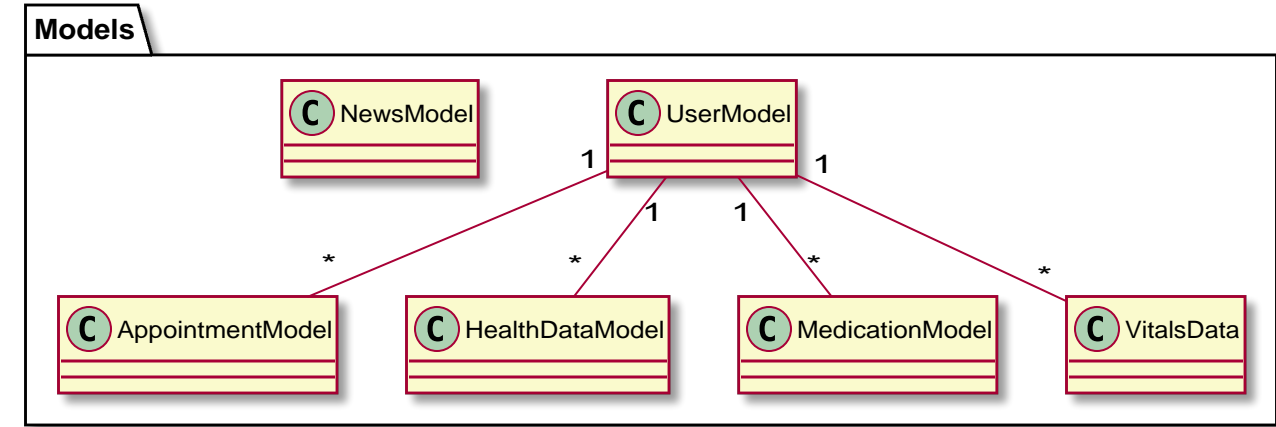 Models
C NewsModel
C UserModel
1
1
1
1
*
*
*
*
C AppointmentModel
C HealthDataModel
C MedicationModel
C VitalsData